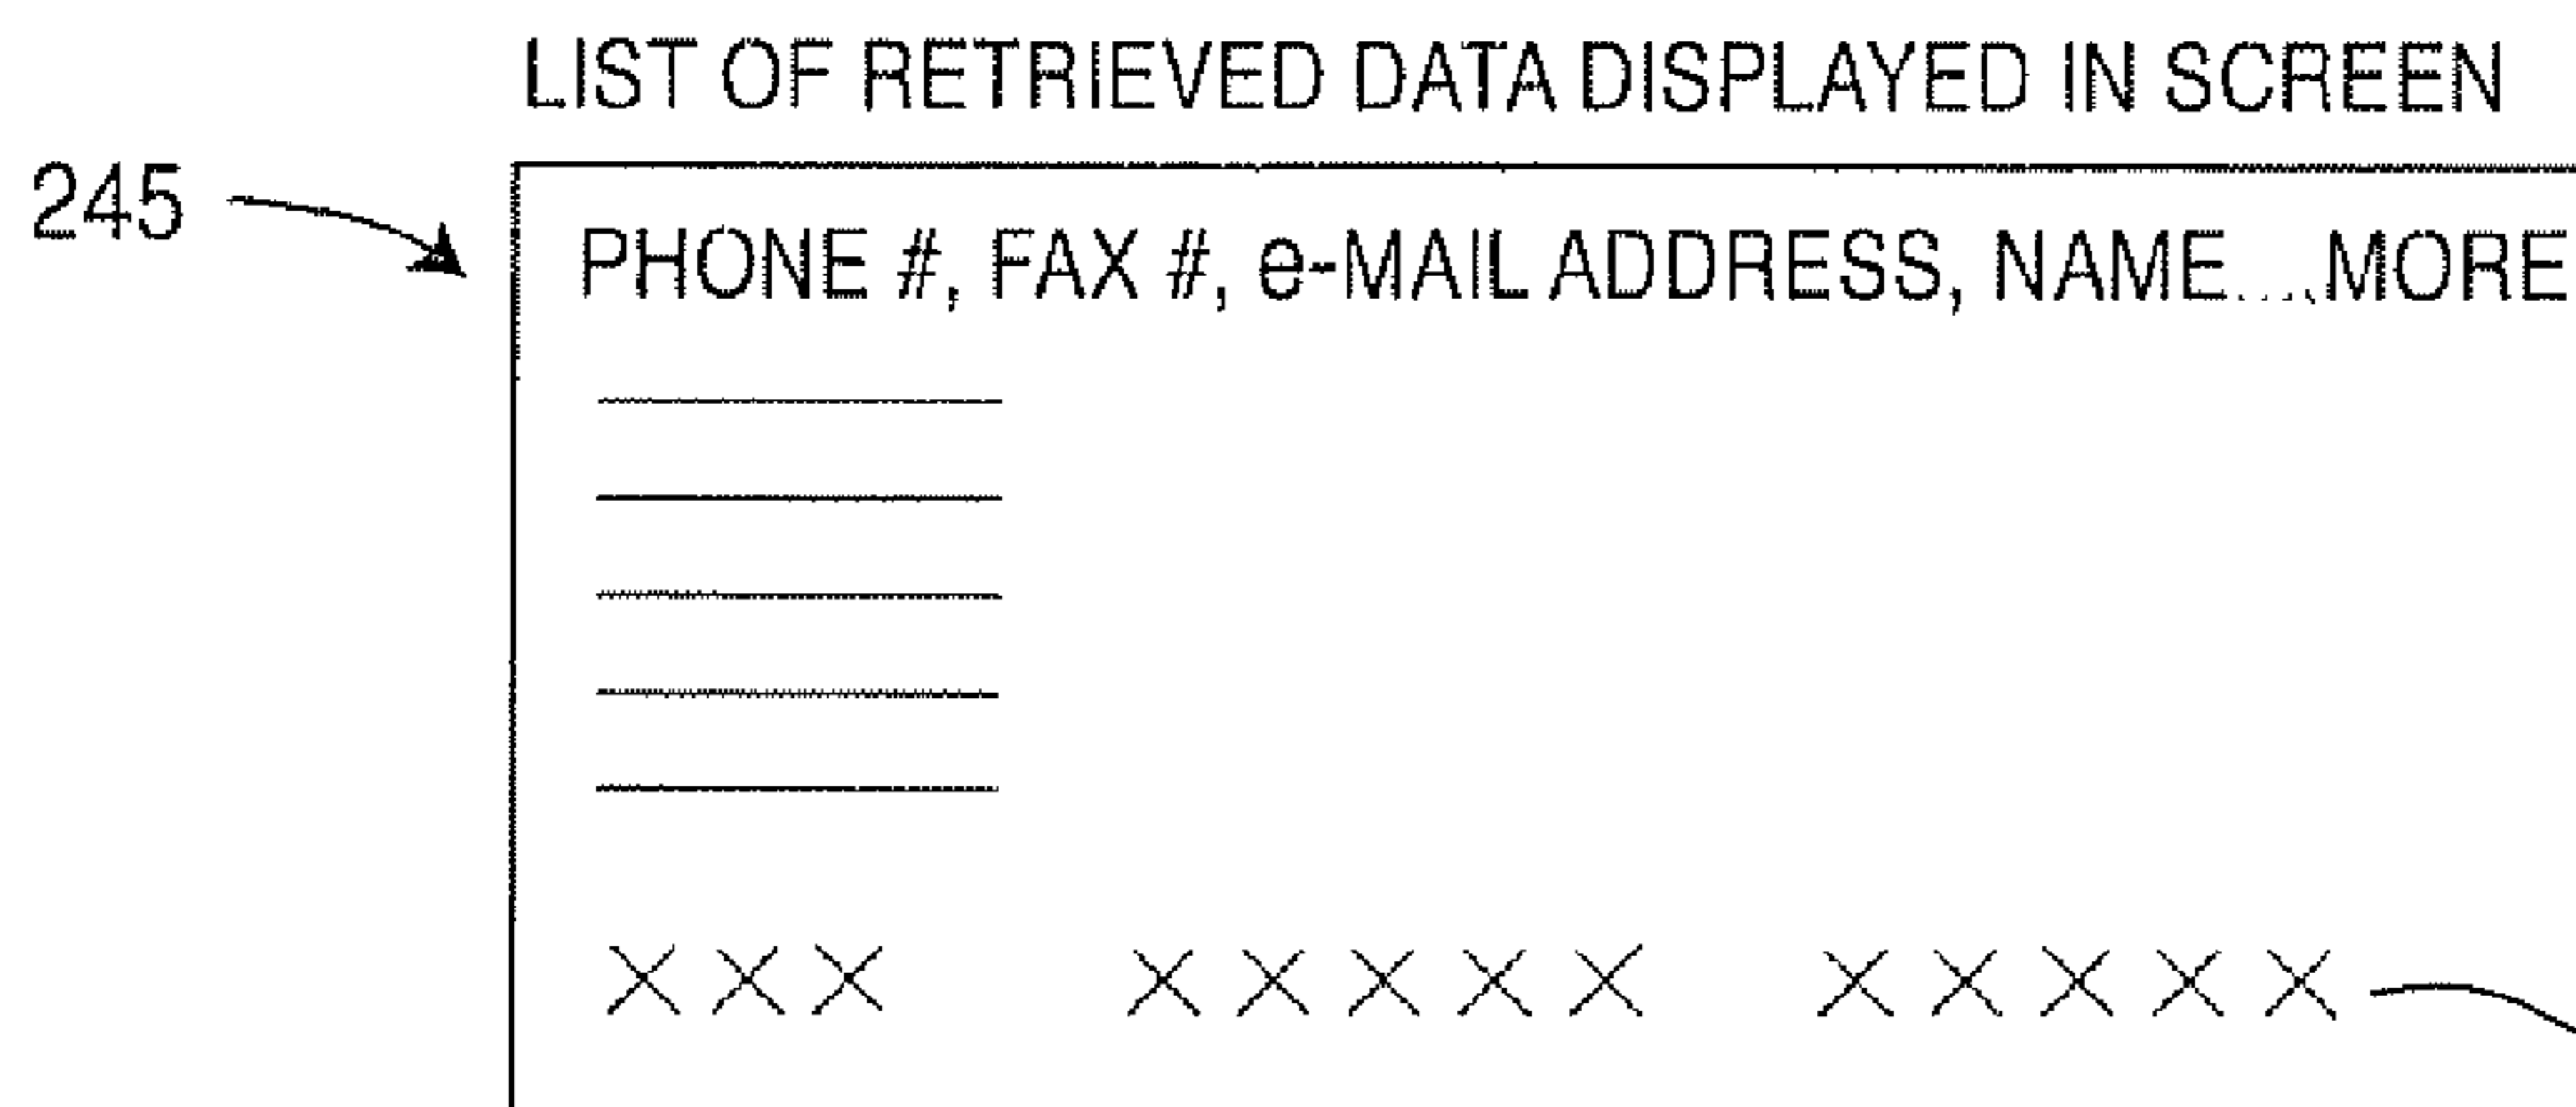 LIST OF RETRIEVED DATA DISPLAYED IN SCREEN
245
PHONE #, FAX #, e-MAIL ADDRESS, NAME....MORE
XXX XXXXX XXXXX